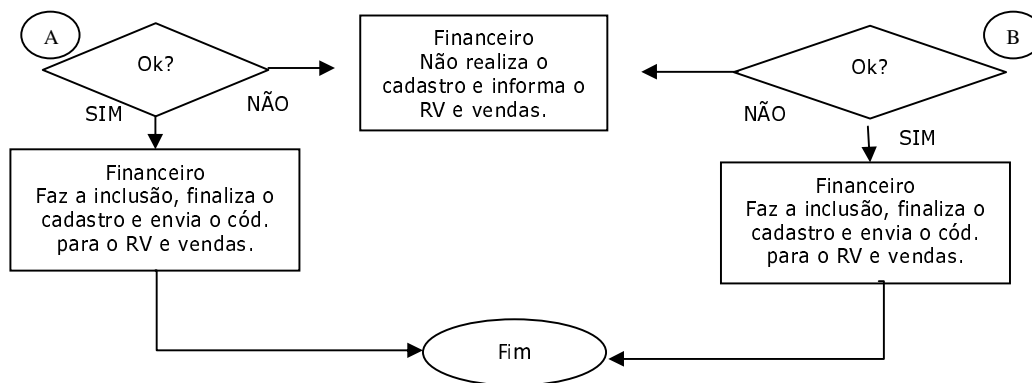 A
Ok?
SIM
NÃO
Financeiro
Não realiza o
cadastro e informa o
RV e vendas.
B
Ok?
NÃO
SIM
Financeiro
Faz a inclusão, finaliza o
cadastro e envia o cód.
para o RV e vendas.
Financeiro
Faz a inclusão, finaliza o
cadastro e envia o cód.
para o RV e vendas.
Fim